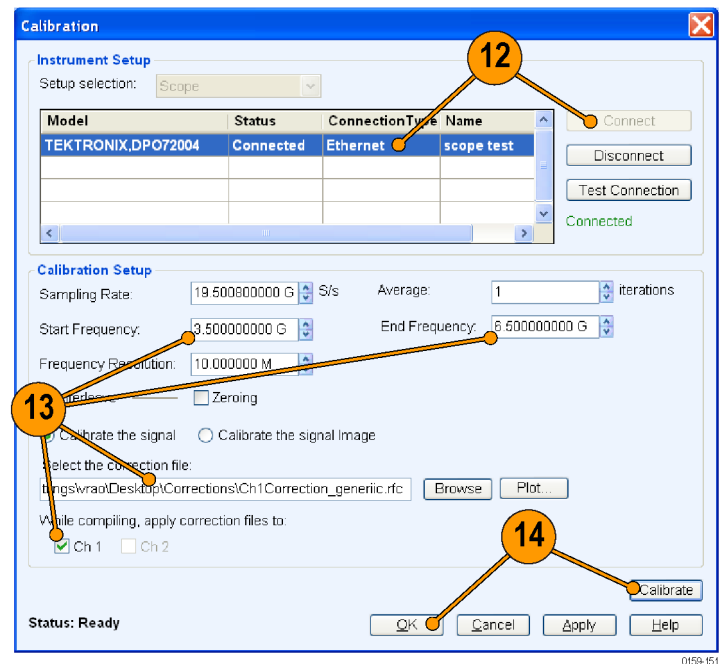 Calibration
Instrument Setup
12
Setup selection: Scope
Model Status ConnectionType Name
Connect
TEKTRONIX,DPO72004 Connected Ethernet scope test
Disconnect
Test Connection
Connected
Calibration Setup
Sampling Rate: 19.500800000 G S/s Average: 1 iterations
Start Frequency: 3.500000000 G End Frequency: 6.500000000 G
Frequency Resolution: 10.000000 M
13
Zeroing
Calibrate the signal Calibrate the signal Image
Select the correction file:
tings\vrao\Desktop\Corrections\Ch1Correction_generiic.rfc Browse Plot...
While compiling, apply correction files to:
14
Ch 1 Ch 2
Calibrate
Status: Ready OK Cancel Apply Help
0159-151